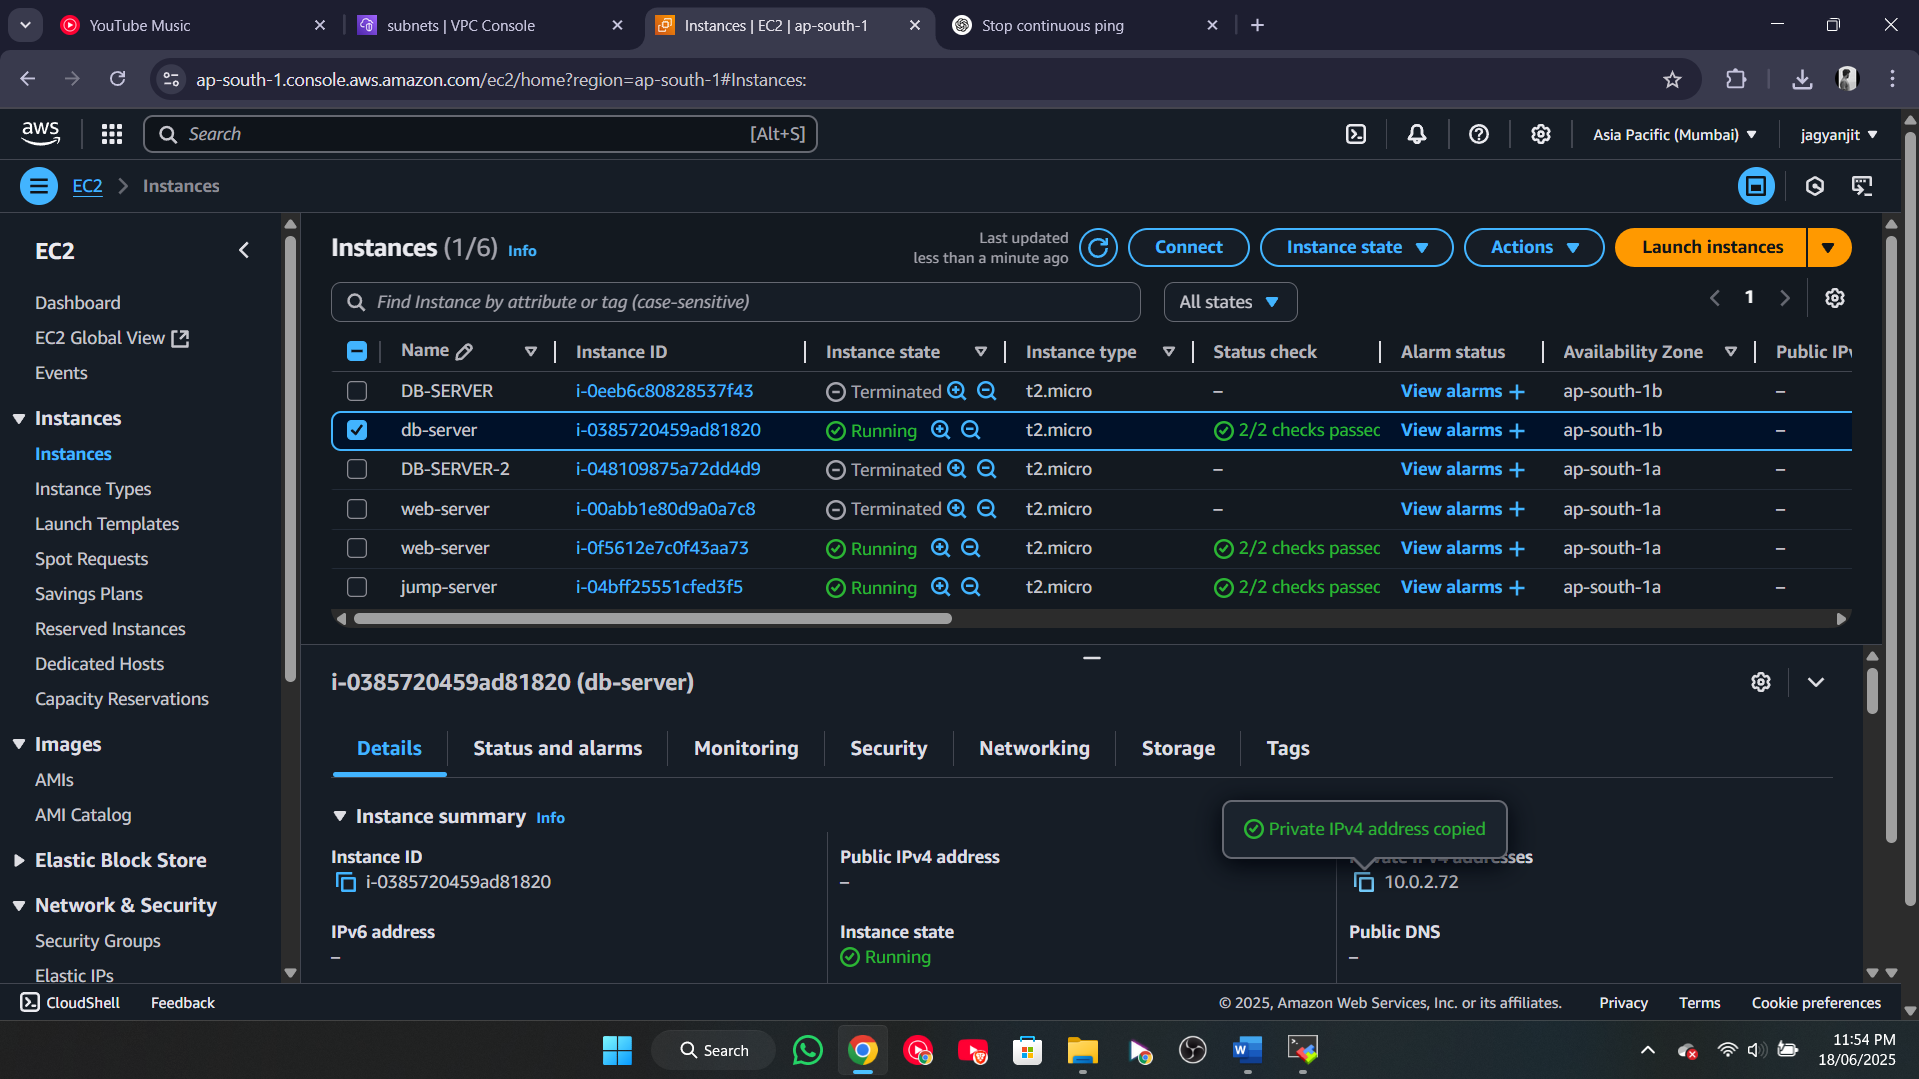 YouTube Music
subnets | VPC Console
Instances | EC2 | ap-south-1
Stop continuous ping
ap-south-1.console.aws.amazon.com/ec2/home?region=ap-south-1#Instances:
aws
Search
[Alt+S]
Asia Pacific (Mumbai)
jagyanjit
EC2
Instances
EC2
Dashboard
EC2 Global View
Events
Instances
Instances
Instance Types
Launch Templates
Spot Requests
Savings Plans
Reserved Instances
Dedicated Hosts
Capacity Reservations
Images
AMIs
AMI Catalog
Elastic Block Store
Network & Security
Security Groups
Elastic IPs
Instances (1/6) Info
Last updated
less than a minute ago
Connect
Instance state
Actions
Launch instances
Find Instance by attribute or tag (case-sensitive)
All states
1
Name Instance ID Instance state Instance type Status check Alarm status Availability Zone Public IPv
DB-SERVER i-0eeb6c80828537f43 Terminated t2.micro – View alarms + ap-south-1b –
db-server i-0385720459ad81820 Running t2.micro 2/2 checks passec View alarms + ap-south-1b –
DB-SERVER-2 i-048109875a72dd4d9 Terminated t2.micro – View alarms + ap-south-1a –
web-server i-00abb1e80d9a0a7c8 Terminated t2.micro – View alarms + ap-south-1a –
web-server i-0f5612e7c0f43aa73 Running t2.micro 2/2 checks passec View alarms + ap-south-1a –
jump-server i-04bff25551cfed3f5 Running t2.micro 2/2 checks passec View alarms + ap-south-1a –
i-0385720459ad81820 (db-server)
Details
Status and alarms
Monitoring
Security
Networking
Storage
Tags
Instance summary Info
Private IPv4 address copied
Instance ID
i-0385720459ad81820
Public IPv4 address
–
10.0.2.72
IPv6 address
–
Instance state
Running
Public DNS
–
CloudShell
Feedback
© 2025, Amazon Web Services, Inc. or its affiliates.
Privacy
Terms
Cookie preferences
Search
11:54 PM
18/06/2025